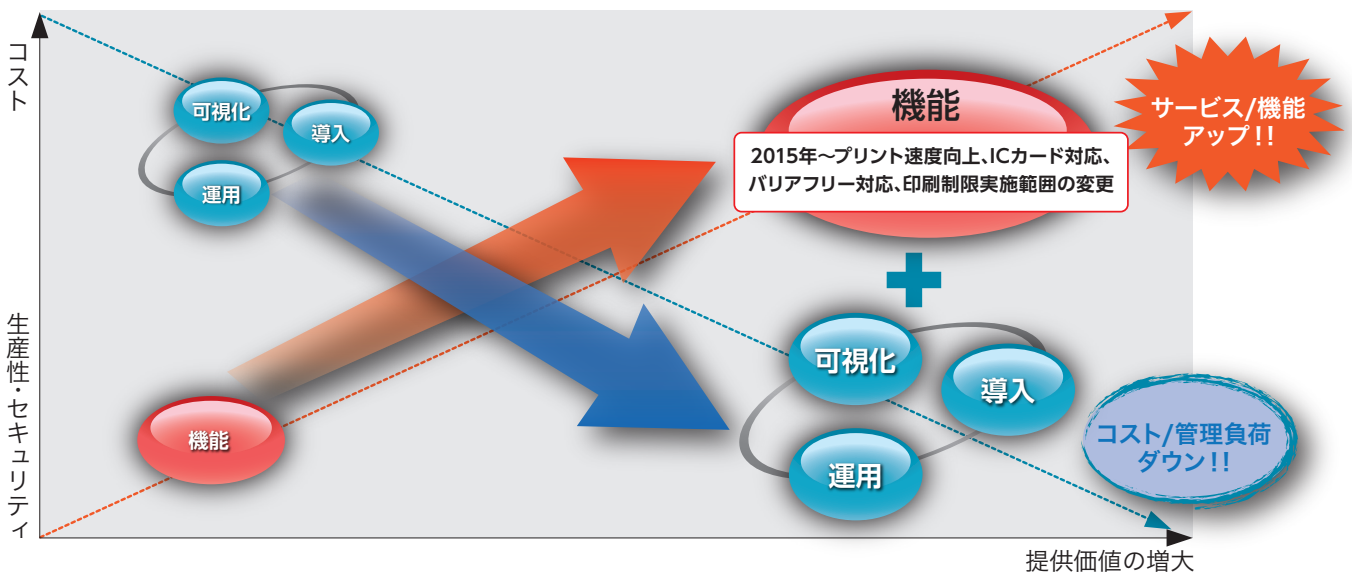 コスト
生産性・セキュリティ
可視化
導入
運用
機能
機能
2015年～プリント速度向上、ICカード対応、
バリアフリー対応、印刷制限実施範囲の変更
サービス/機能
アップ!!
可視化
導入
運用
コスト/管理負荷
ダウン!!
提供価値の増大